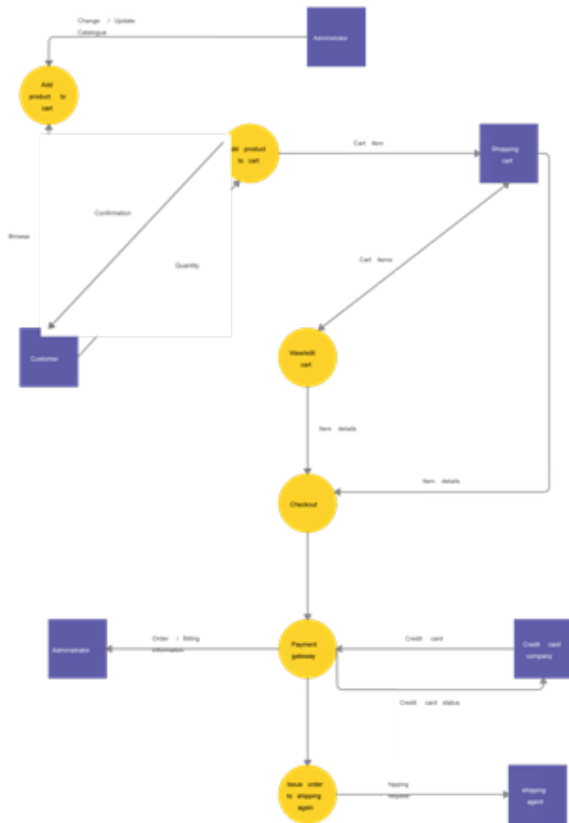 Change / Update
Catalogue
Administrator
Add
product to
cart
dd product
to cart
Cart item
Shopping
cart
Confirmation
Browse
Quantity
Cart items
Customer
View/edit
cart
Item details
Item details
Checkout
Administrator
Order / Billing
information
Payment
gateway
Credit card
Credit card
company
Credit card status
Issue order
to shipping
again
hipping
request
shipping
agent